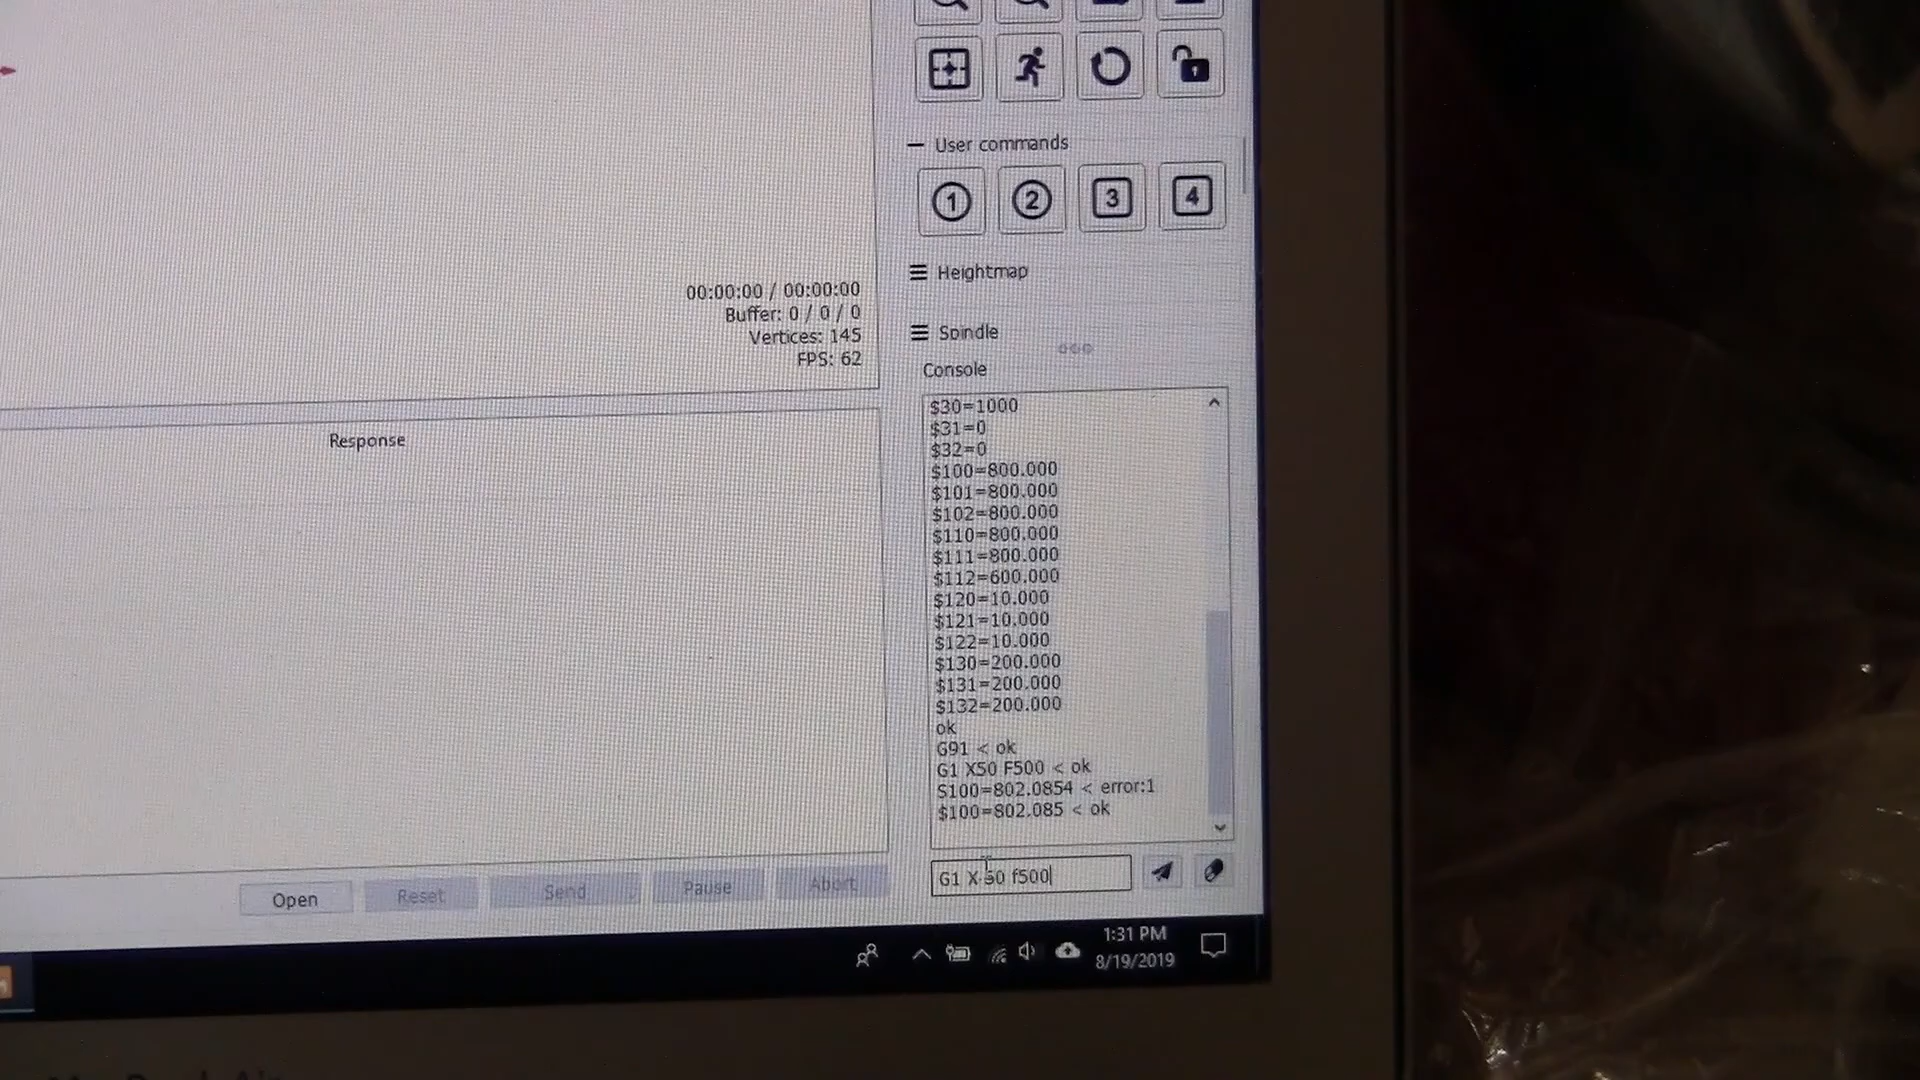 User commands
1 2 3 4
Heightmap
00:00:00 / 00:00:00
Buffer: 0 / 0 / 0
Vertices: 145
FPS: 62
Spindle
Console
Response
$30=1000
$31=0
$32=0
$100=800.000
$101=800.000
$102=800.000
$110=800.000
$111=800.000
$112=600.000
$120=10.000
$121=10.000
$122=10.000
$130=200.000
$131=200.000
$132=200.000
ok
G91 < ok
G1 X50 F500 < ok
S100=802.0854 < error:1
$100=802.085 < ok
G1 X-50 f500
Open Reset Send Pause Abort
1:31 PM
8/19/2019